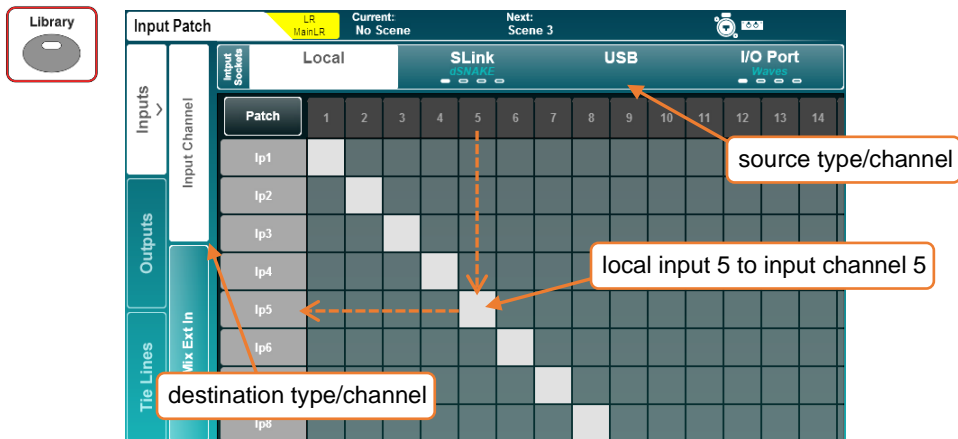 Library
Input Patch
LR
MainLR
Current:
No Scene
Next:
Scene 3
Inputs
Input Channel
Outputs
Mix Ext In
Tie Lines
Intput
Sockets
Local
SLink
dSNAKE
USB
I/O Port
Waves
Patch 1 2 3 4 5 6 7 8 9 10 11 12 13 14
Ip1
source type/channel
Ip2
Ip3
Ip4
local input 5 to input channel 5
Ip5
Ip6
destination type/channel
Ip8